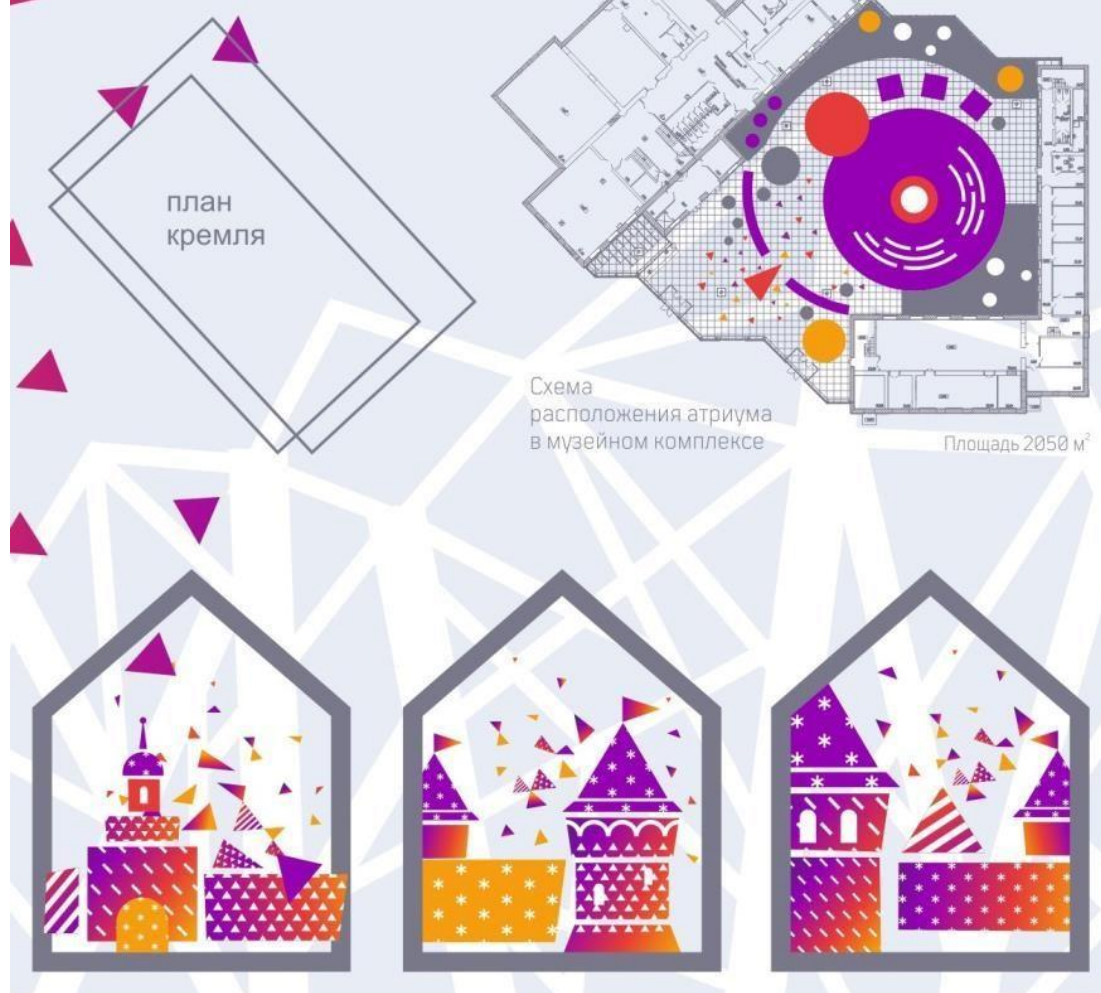 план
кремля
Схема
расположения атриума
в музейном комплексе
Площадь 2050 м²